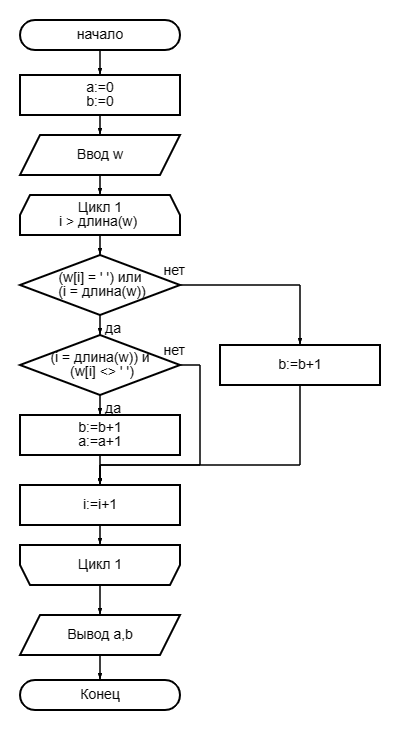 начало
a:=0
b:=0
Ввод w
Цикл 1
i > длина(w)
(w[i] = ' ') или
(i = длина(w))
нет
да
(i = длина(w)) и
(w[i] <> ' ')
нет
b:=b+1
да
b:=b+1
a:=a+1
i:=i+1
Цикл 1
Вывод a,b
Конец